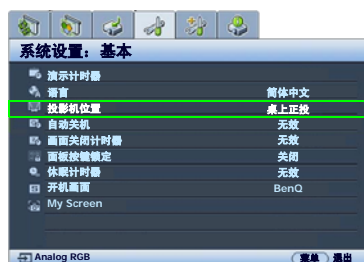 系统设置：基本
演示计时器
语言 简体中文
投影机位置 桌上正投
自动关机 无效
画面关闭计时器 无效
面板按键锁定 关闭
休眠计时器 无效
开机画面 BenQ
My Screen
Analog RGB 菜单 退出